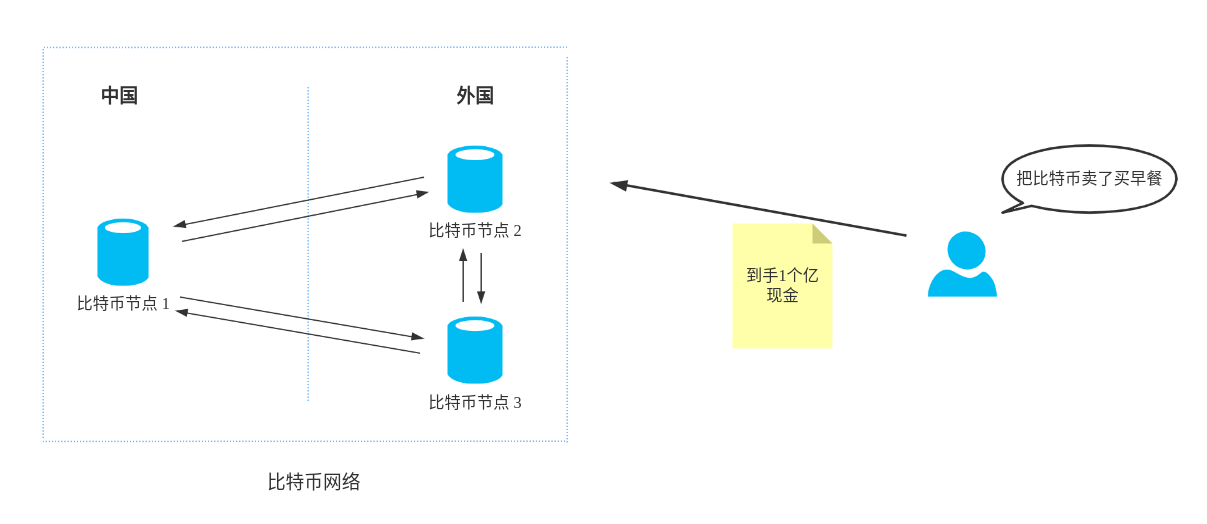 中国
外国
把比特币卖了买早餐
比特币节点 2
到手1个亿
现金
比特币节点 1
比特币节点 3
比特币网络